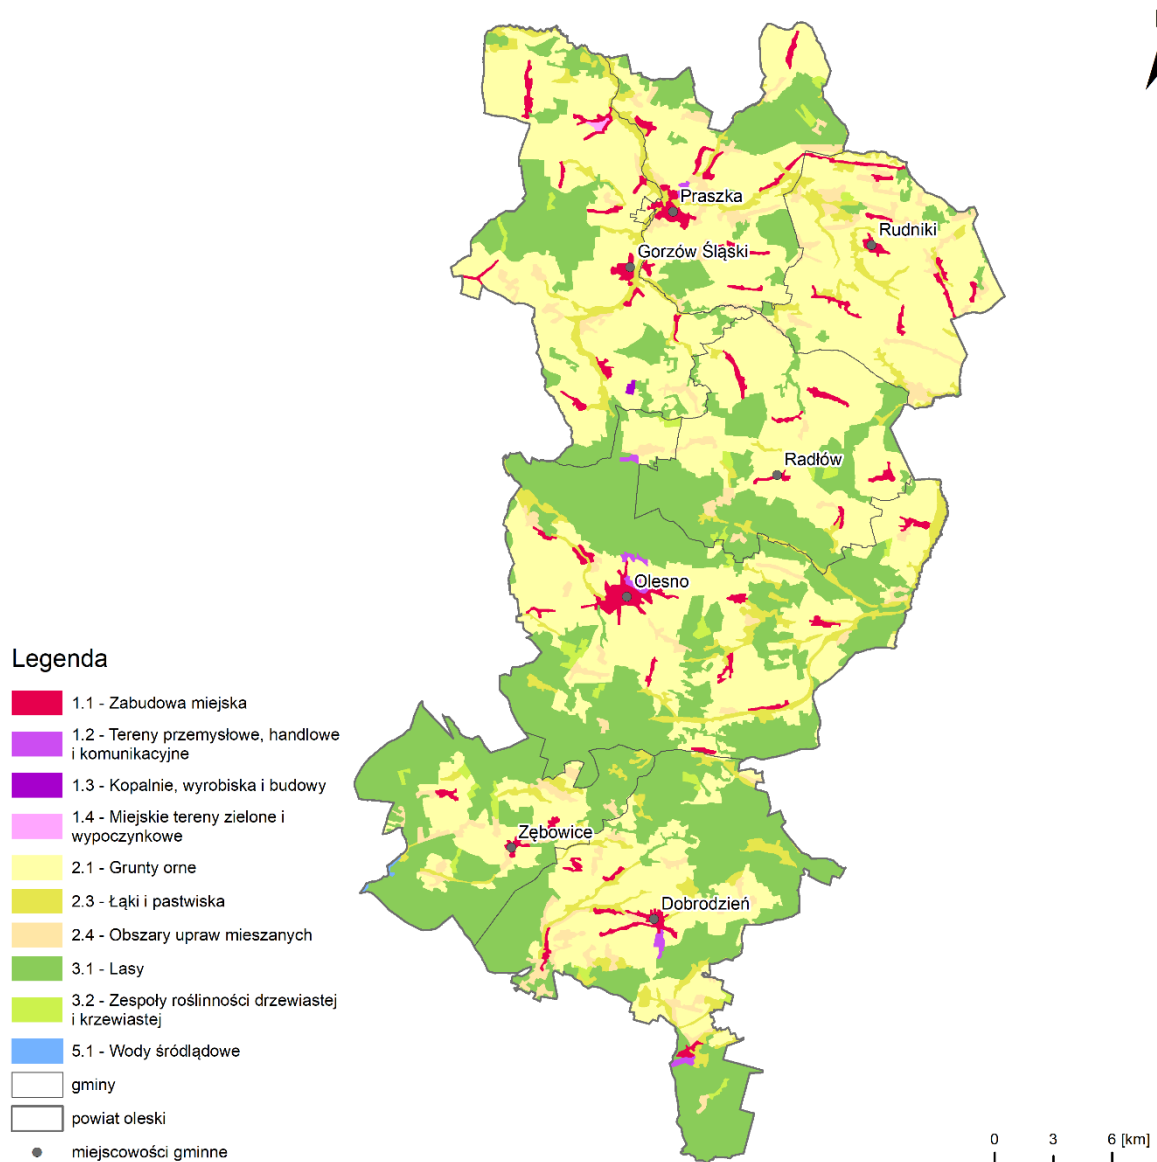 Praszka
Rudniki
Gorzów Śląski
Radłów
Olesno
Zębowice
Dobrodzień
Legenda
1.1 - Zabudowa miejska
1.2 - Tereny przemysłowe, handlowe
i komunikacyjne
1.3 - Kopalnie, wyrobiska i budowy
1.4 - Miejskie tereny zielone i
wypoczynkowe
2.1 - Grunty orne
2.3 - Łąki i pastwiska
2.4 - Obszary upraw mieszanych
3.1 - Lasy
3.2 - Zespoły roślinności drzewiastej
i krzewiastej
5.1 - Wody śródlądowe
gminy
powiat oleski
miejscowości gminne
0 3 6 [km]